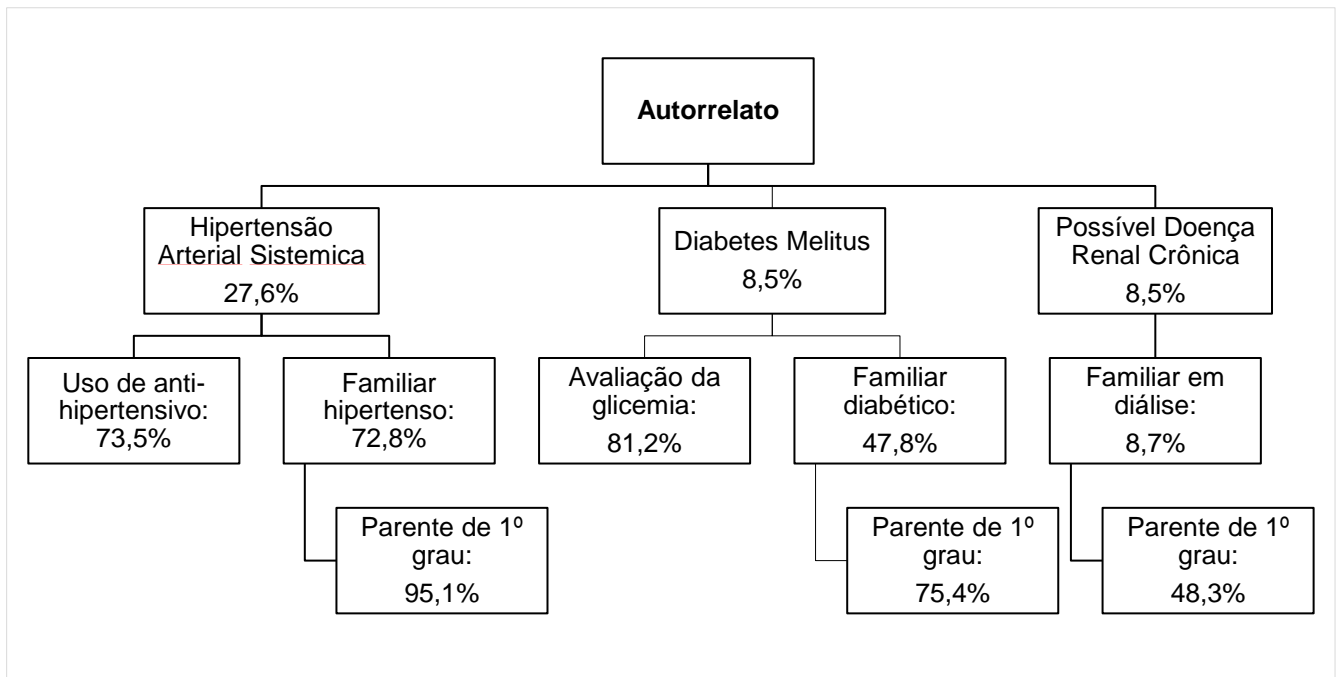 Autorrelato
Hipertensão
Arterial Sistemica
27,6%
Diabetes Melitus
8,5%
Possível Doença
Renal Crônica
8,5%
Uso de anti-
hipertensivo:
73,5%
Familiar
hipertenso:
72,8%
Avaliação da
glicemia:
81,2%
Familiar
diabético:
47,8%
Familiar em
diálise:
8,7%
Parente de 1º
grau:
95,1%
Parente de 1º
grau:
75,4%
Parente de 1º
grau:
48,3%